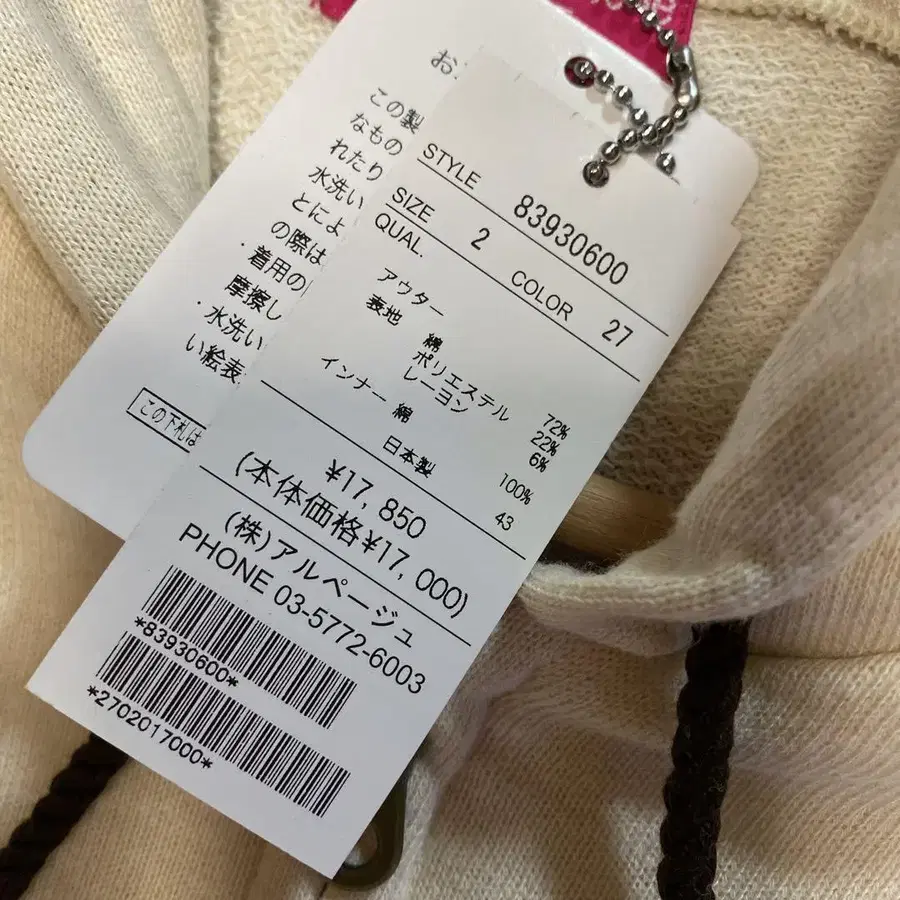 お
この製
なもの
れたり
水洗い
とによ
の際は
・着用の
摩擦し
・水洗い
い絵表
この下札は
STYLE 83930600
SIZE 2 COLOR 27
QUAL.
アウター
表地 綿 72%
ポリエステル 22%
レーヨン 6%
インナー 綿 100%
日本製 43
¥17,850
(本体価格¥17,000)
(株)アルページュ
PHONE 03-5772-6003
*83930600*
*2702017000*